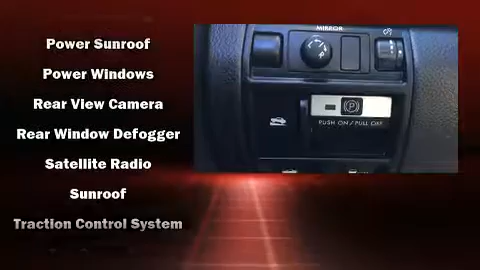 Power Sunroof
Power Windows
Rear View Camera
Rear Window Defogger
Satellite Radio
Sunroof
Traction Control System
MIRROR
P
PUSH ON / PULL OFF